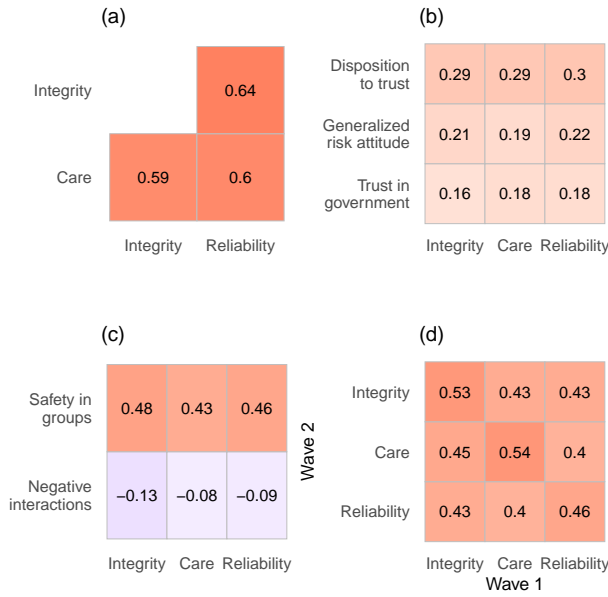 (a)
Integrity
0.64
Care
0.59 0.6
Integrity Reliability
(b)
Disposition
to trust
0.29 0.29 0.3
Generalized
risk attitude
0.21 0.19 0.22
Trust in
government
0.16 0.18 0.18
Integrity Care Reliability
(c)
Safety in
groups
0.48 0.43 0.46
Negative
interactions
−0.13 −0.08 −0.09
Integrity Care Reliability
(d)
Wave 2
Integrity
0.53 0.43 0.43
Care
0.45 0.54 0.4
Reliability
0.43 0.4 0.46
Integrity Care Reliability
Wave 1